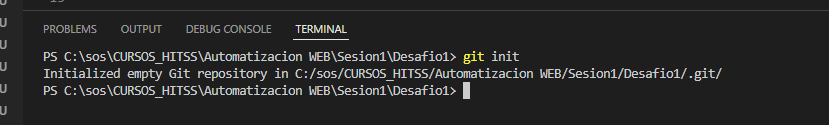 U
U
U
U
U
PROBLEMS OUTPUT DEBUG CONSOLE TERMINAL
PS C:\sos\CURSOS_HITSS\Automatizacion WEB\Sesion1\Desafio1> git init
Initialized empty Git repository in C:/sos/CURSOS_HITSS/Automatizacion WEB/Sesion1/Desafio1/.git/
PS C:\sos\CURSOS_HITSS\Automatizacion WEB\Sesion1\Desafio1>